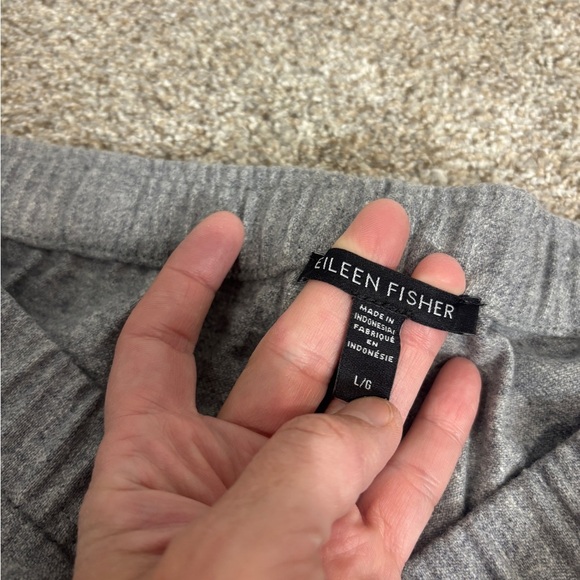 EILEEN FISHER
MADE IN
INDONESIA/
FABRIQUÉ
EN
INDONÉSIE
L/G